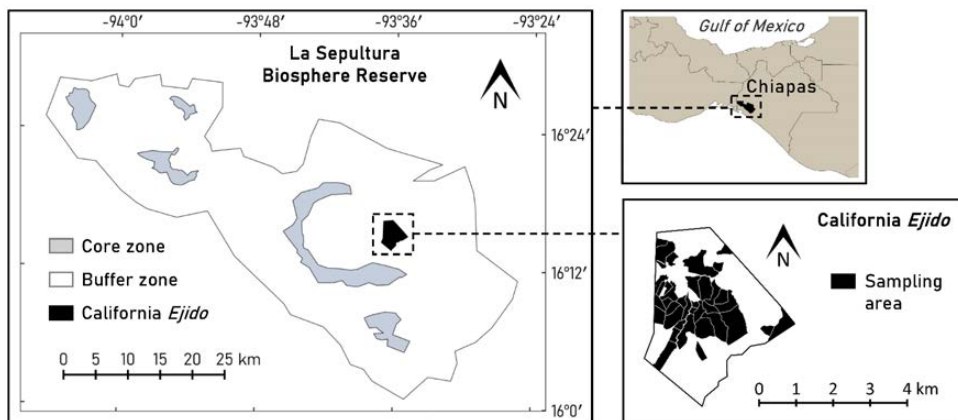 -94°0′ -93°48′ -93°36′ -93°24′
La Sepultura
Biosphere Reserve
N
16°24′
16°12′
16°0′
Core zone
Buffer zone
California Ejido
0 5 10 15 20 25 km
Gulf of Mexico
Chiapas
California Ejido
N
Sampling
area
0 1 2 3 4 km